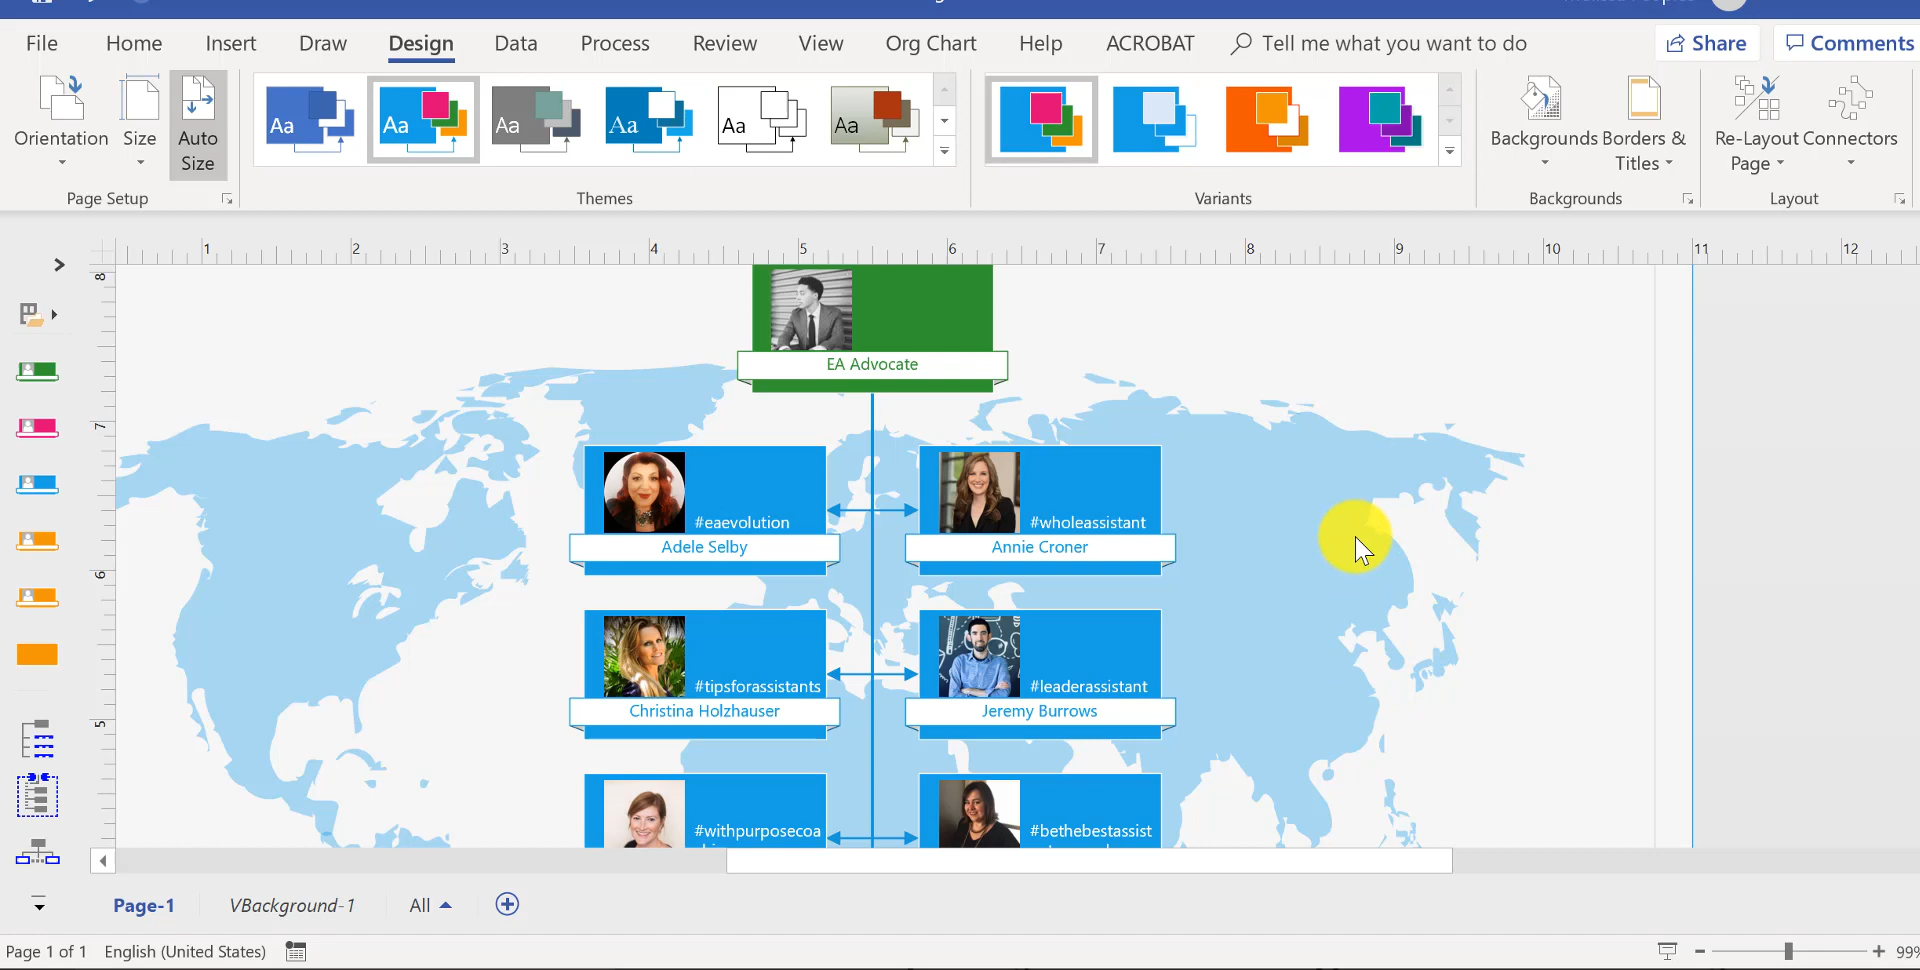 File Home Insert Draw Design Data Process Review View Org Chart Help ACROBAT Tell me what you want to do Share Comments
Orientation Size Auto Size
Aa Aa Aa Aa Aa Aa
Backgrounds Borders & Titles
Re-Layout Page Connectors
Page Setup Themes Variants Backgrounds Layout
1 2 3 4 5 6 7 8 9 10 11 12
8
7
6
5
EA Advocate
#eaevolution
Adele Selby
#wholeassistant
Annie Croner
#tipsforassistants
Christina Holzhauser
#leaderassistant
Jeremy Burrows
#withpurposecoa
#bethebestassist
Page-1 VBackground-1 All
Page 1 of 1 English (United States) 99%